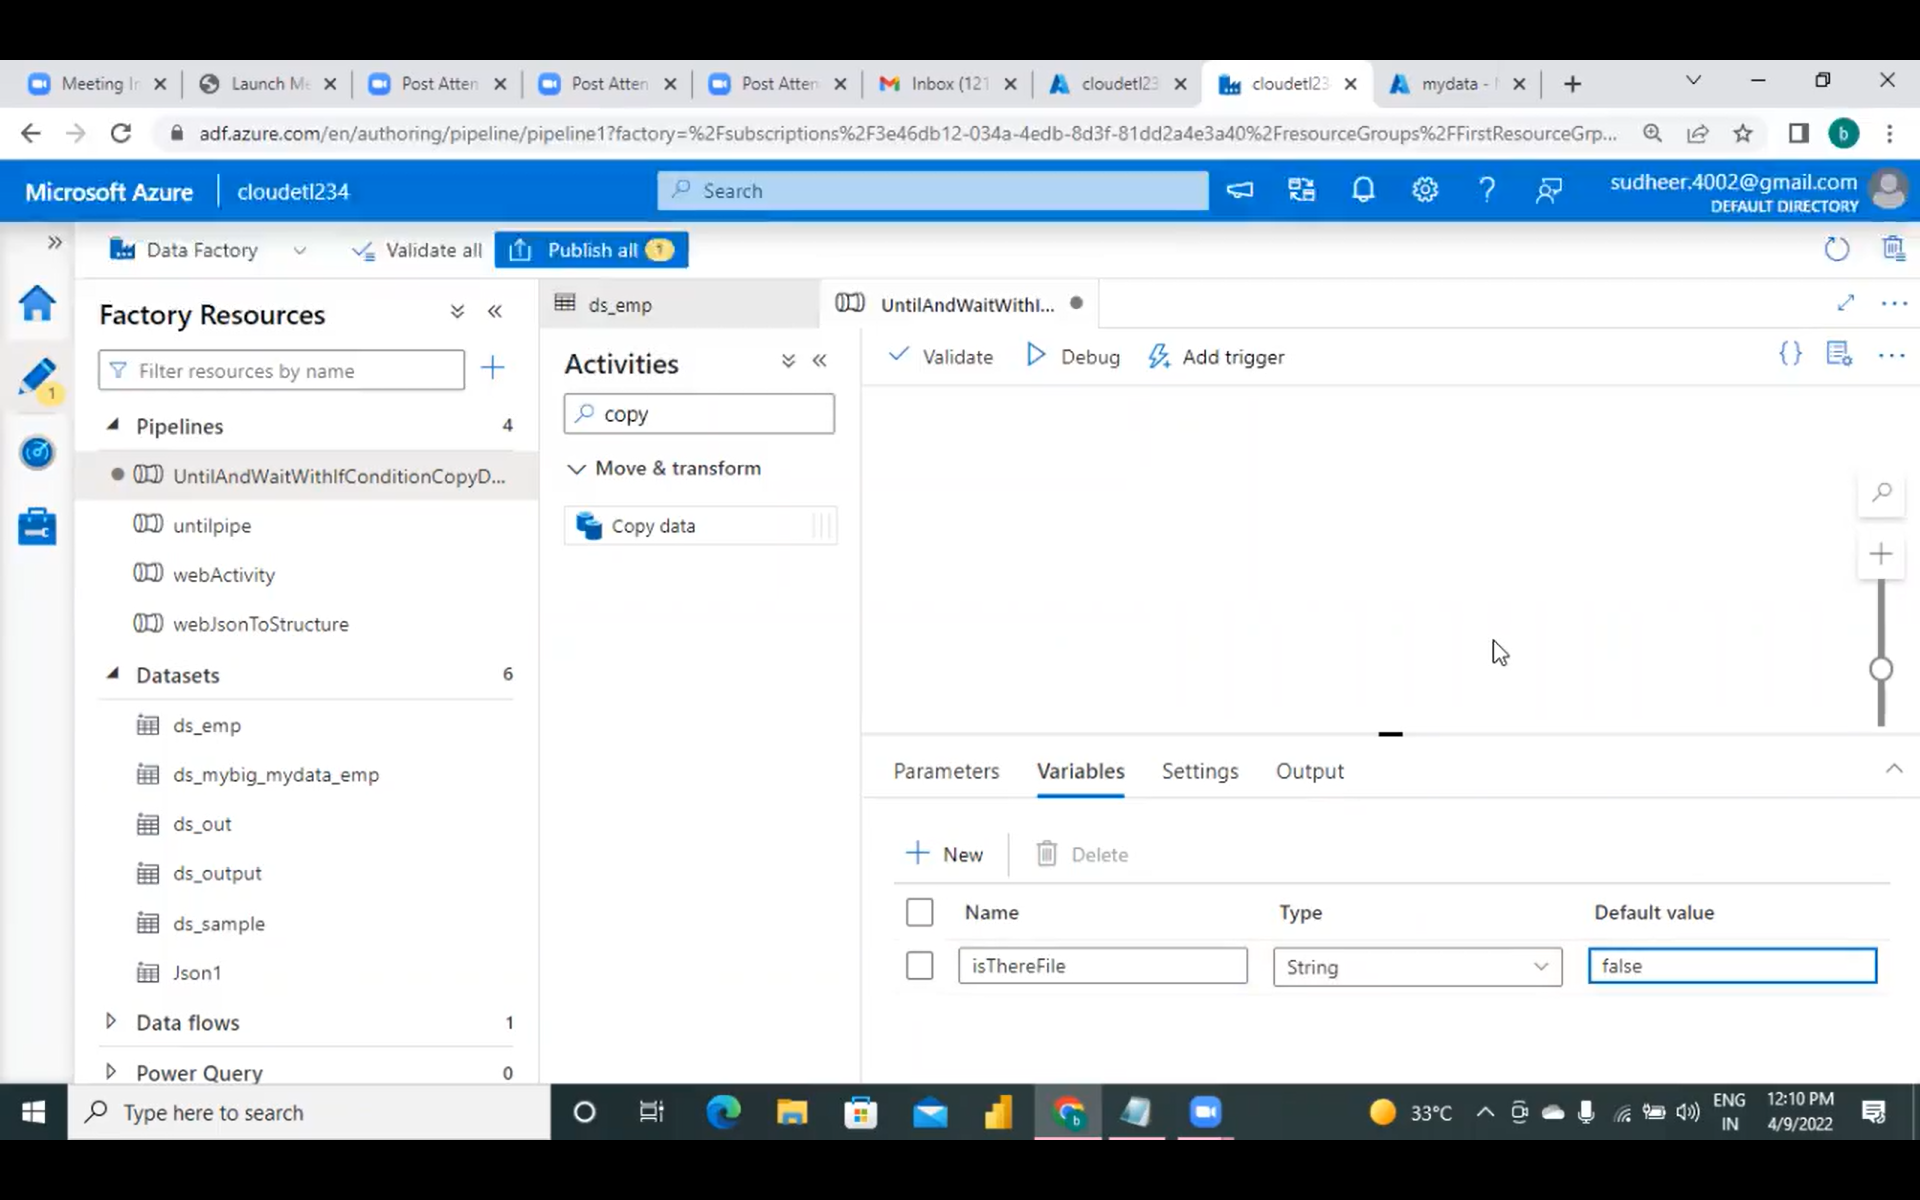 Meeting In
Launch Me
Post Atten
Post Atten
Post Atten
Inbox (121
cloudetl23
cloudetl23
mydata -
adf.azure.com/en/authoring/pipeline/pipeline1?factory=%2Fsubscriptions%2F3e46db12-034a-4edb-8d3f-81dd2a4e3a40%2FresourceGroups%2FFirstResourceGrp...
b
Microsoft Azure
cloudetl234
Search
sudheer.4002@gmail.com
DEFAULT DIRECTORY
Data Factory
Validate all
Publish all
1
Factory Resources
ds_emp
UntilAndWaitWithI...
Filter resources by name
1
Activities
Validate
Debug
Add trigger
copy
Pipelines 4
Move & transform
UntilAndWaitWithIfConditionCopyD...
Copy data
untilpipe
webActivity
webJsonToStructure
Datasets 6
ds_emp
ds_mybig_mydata_emp
ds_out
ds_output
ds_sample
Json1
Data flows 1
Power Query 0
Parameters
Variables
Settings
Output
New
Delete
Name
Type
Default value
isThereFile
String
false
Type here to search
33°C
ENG
IN
12:10 PM
4/9/2022